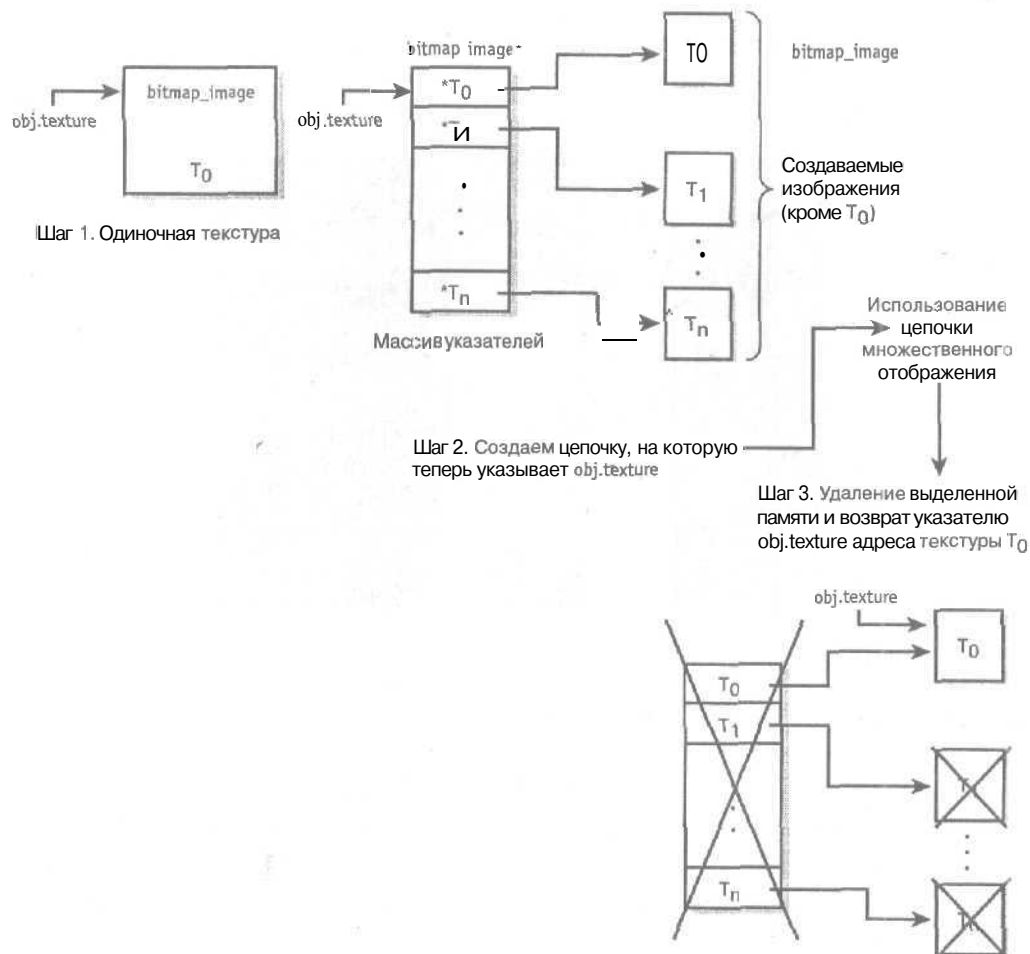 bitmap_image
obj.texture
T0
Шаг 1. Одиночная текстура
bitmap image*
obj.texture
*T0
И
*Tn
Массив указателей
T0
bitmap_image
T1
Tn
Создаваемые
изображения
(кроме T0)
Использование
цепочки
множественного
отображения
Шаг 2. Создаем цепочку, на которую
теперь указывает obj.texture
Шаг 3. Удаление выделенной
памяти и возврат указателю
obj.texture адреса текстуры T0
obj.texture
T0
T0
T1
Tn